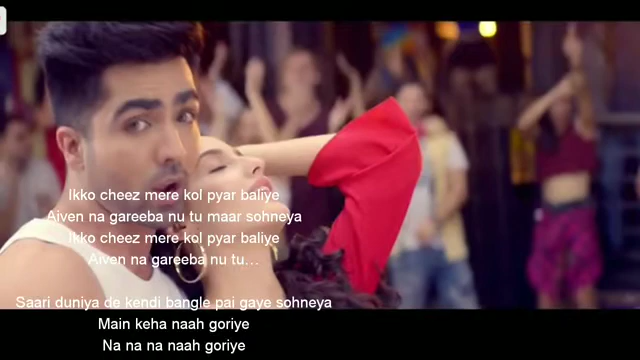 Ikko cheez mere kol pyar baliye
Aiven na gareeba nu tu maar sohneya
Ikko cheez mere kol pyar baliye
Aiven na gareeba nu tu...
Saari duniya de kendi bangle pai gaye sohneya
Main keha naah goriye
Na na na naah goriye